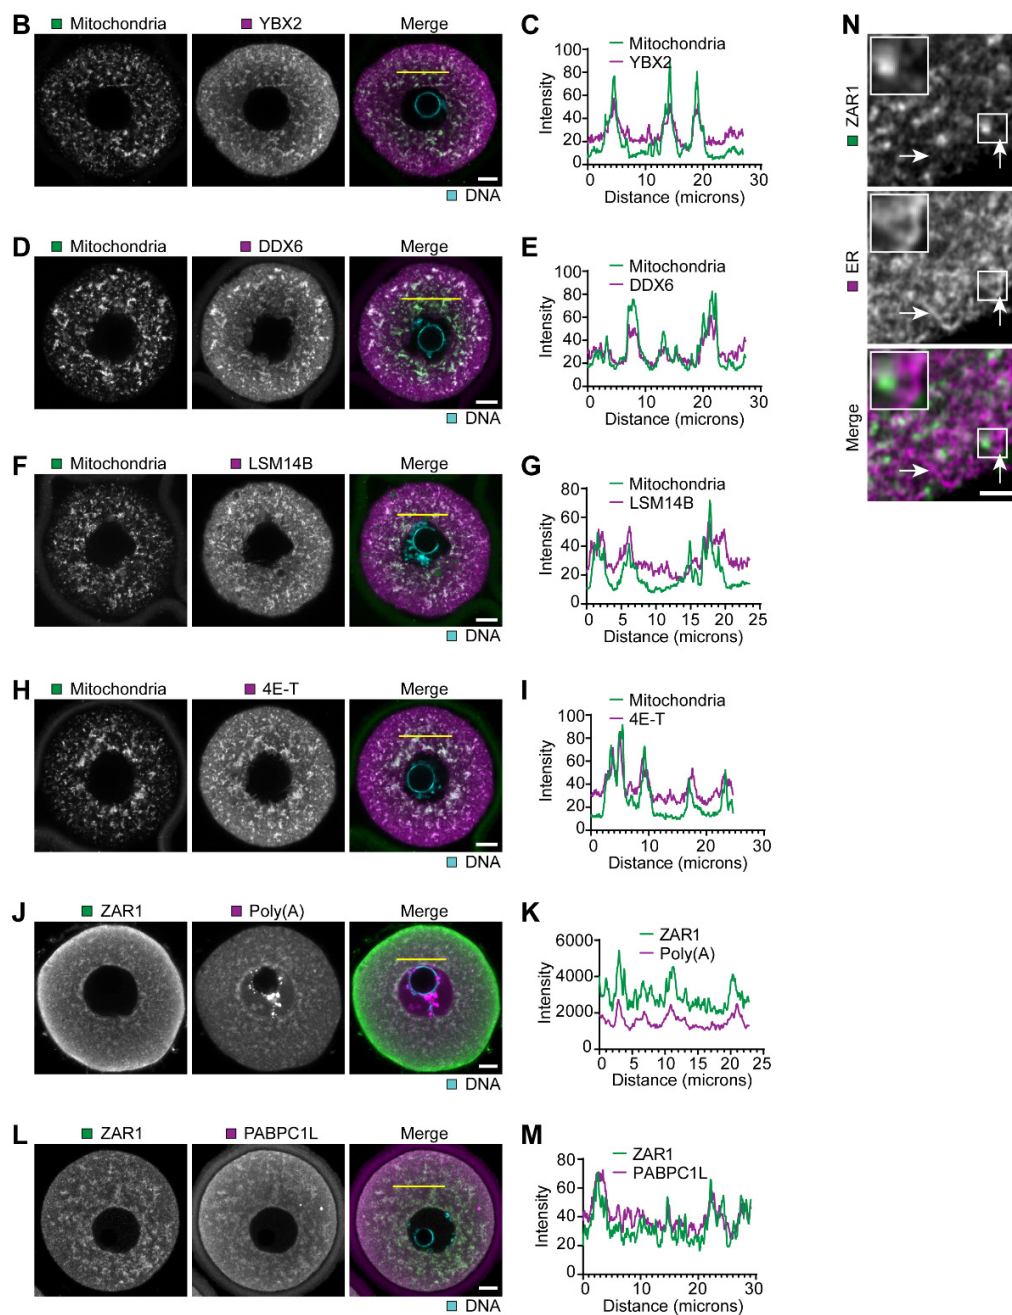 B
Mitochondria YBX2 Merge
DNA
C
Mitochondria
YBX2
Intensity
100
80
60
40
20
0
0 10 20 30
Distance (microns)
D
Mitochondria DDX6 Merge
DNA
E
Mitochondria
DDX6
Intensity
100
80
60
40
20
0
0 10 20 30
Distance (microns)
F
Mitochondria LSM14B Merge
DNA
G
Mitochondria
LSM14B
Intensity
80
60
40
20
0
0 5 10 15 20 25
Distance (microns)
H
Mitochondria 4E-T Merge
DNA
I
Mitochondria
4E-T
Intensity
100
80
60
40
20
0
0 10 20 30
Distance (microns)
J
ZAR1 Poly(A) Merge
DNA
K
ZAR1
Poly(A)
Intensity
6000
4000
2000
0
0 5 10 15 20 25
Distance (microns)
L
ZAR1 PABPC1L Merge
DNA
M
ZAR1
PABPC1L
Intensity
80
60
40
20
0
0 10 20 30
Distance (microns)
N
ZAR1
ER
Merge